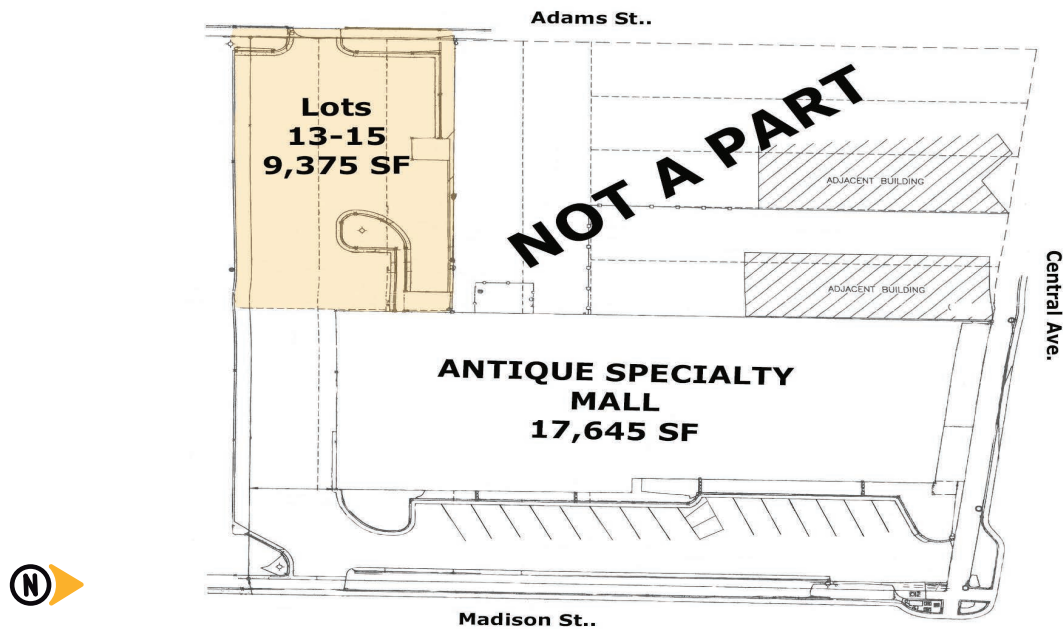 Adams St..
Lots
13-15
9,375 SF
NOT A PART
ADJACENT BUILDING
ADJACENT BUILDING
Central Ave.
ANTIQUE SPECIALTY
MALL
17,645 SF
N
Madison St..